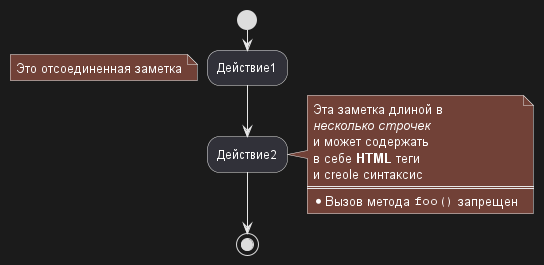 Это отсоединенная заметка
Действие1
Действие2
Эта заметка длиной в
несколько строчек
и может содержать
в себе HTML теги
и creole синтаксис
• Вызов метода foo() запрещен